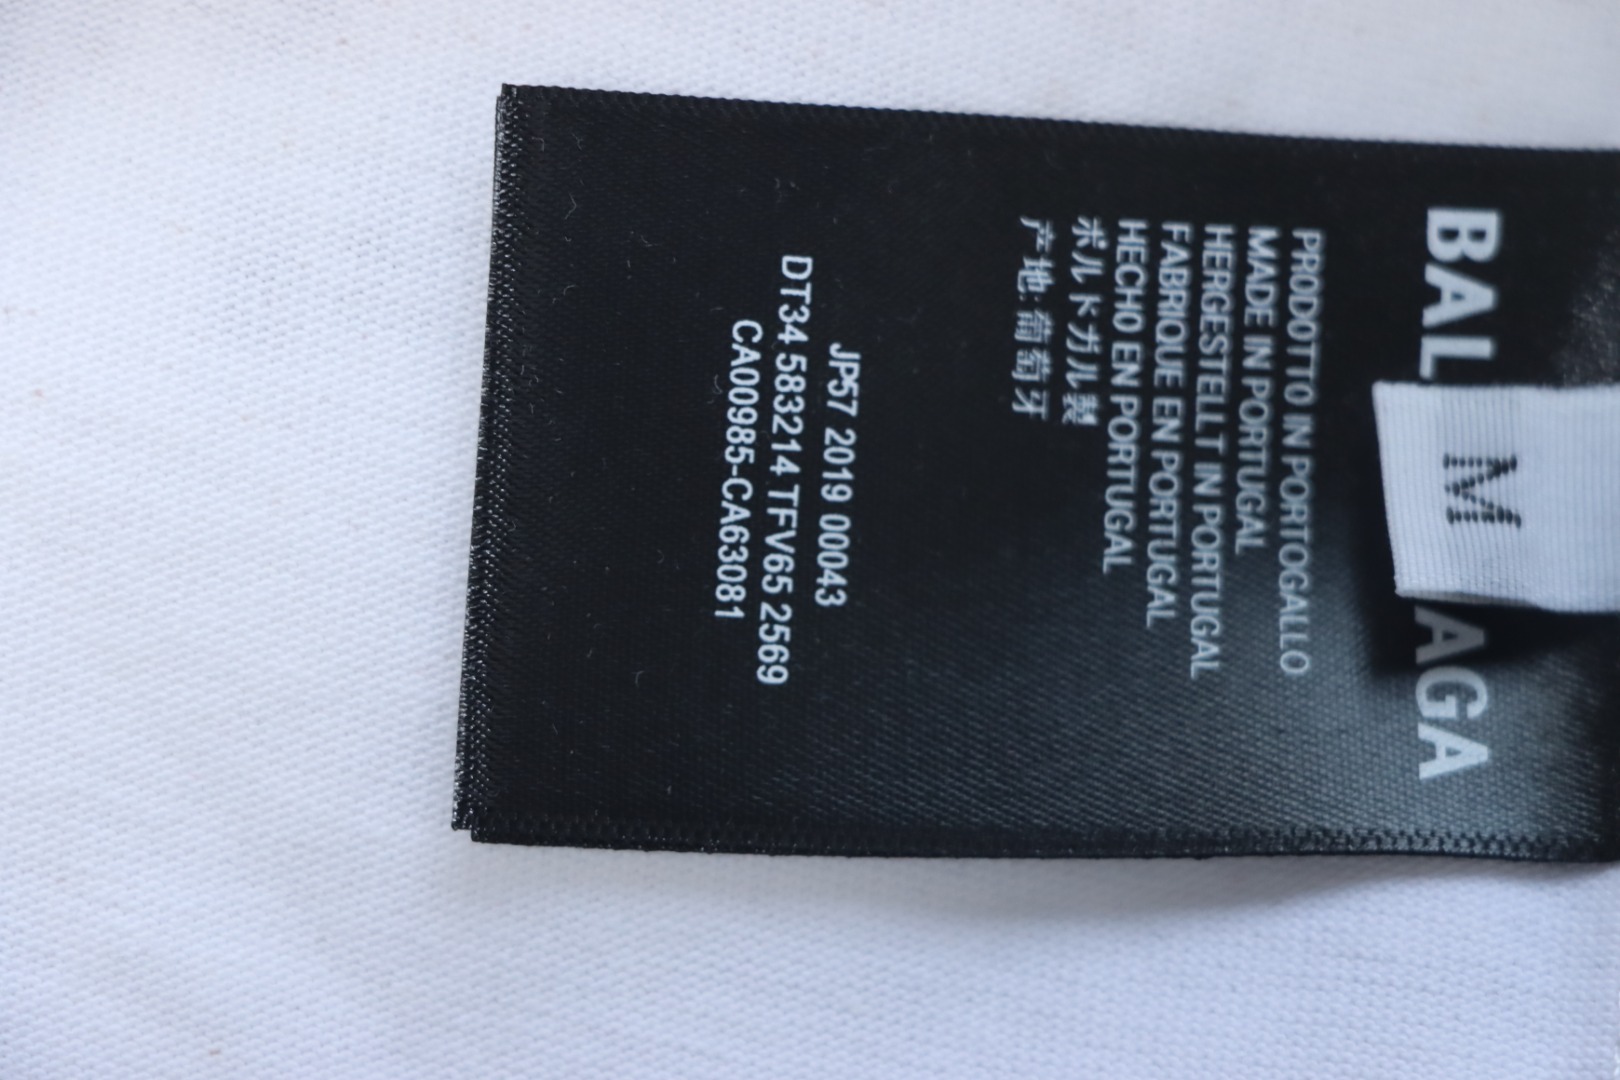 BAL AGA
M
PRODOTTO IN PORTOGALLO
MADE IN PORTUGAL
HERGESTELLT IN PORTUGAL
FABRIQUE EN PORTUGAL
HECHO EN PORTUGAL
ポルトガル製
产地:葡萄牙
JP57 2019 00043
DT34 583214 TFV65 2569
CA00985-CA63081